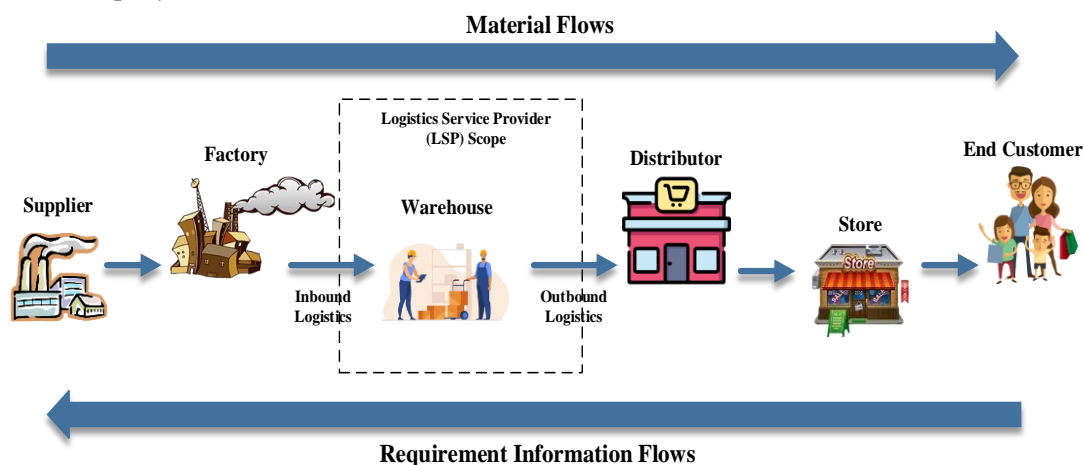 Material Flows
Logistics Service Provider
(LSP) Scope
Factory
Distributor
End Customer
Supplier
Warehouse
Store
Store
Inbound
Logistics
Outbound
Logistics
Requirement Information Flows